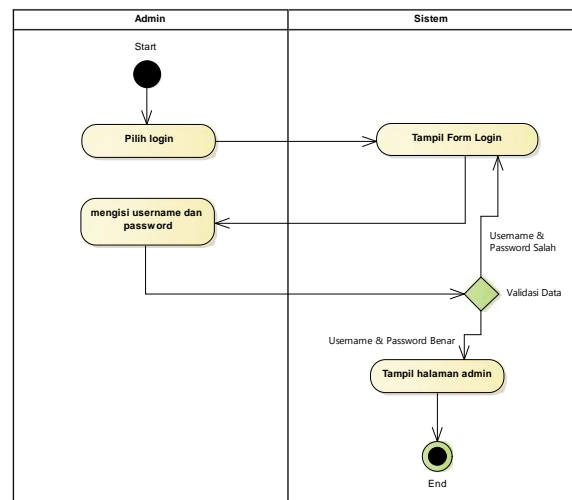 Admin
Sistem
Start
Pilih login
Tampil Form Login
mengisi username dan
password
Username &
Password Salah
Validasi Data
Username & Password Benar
Tampil halaman admin
End